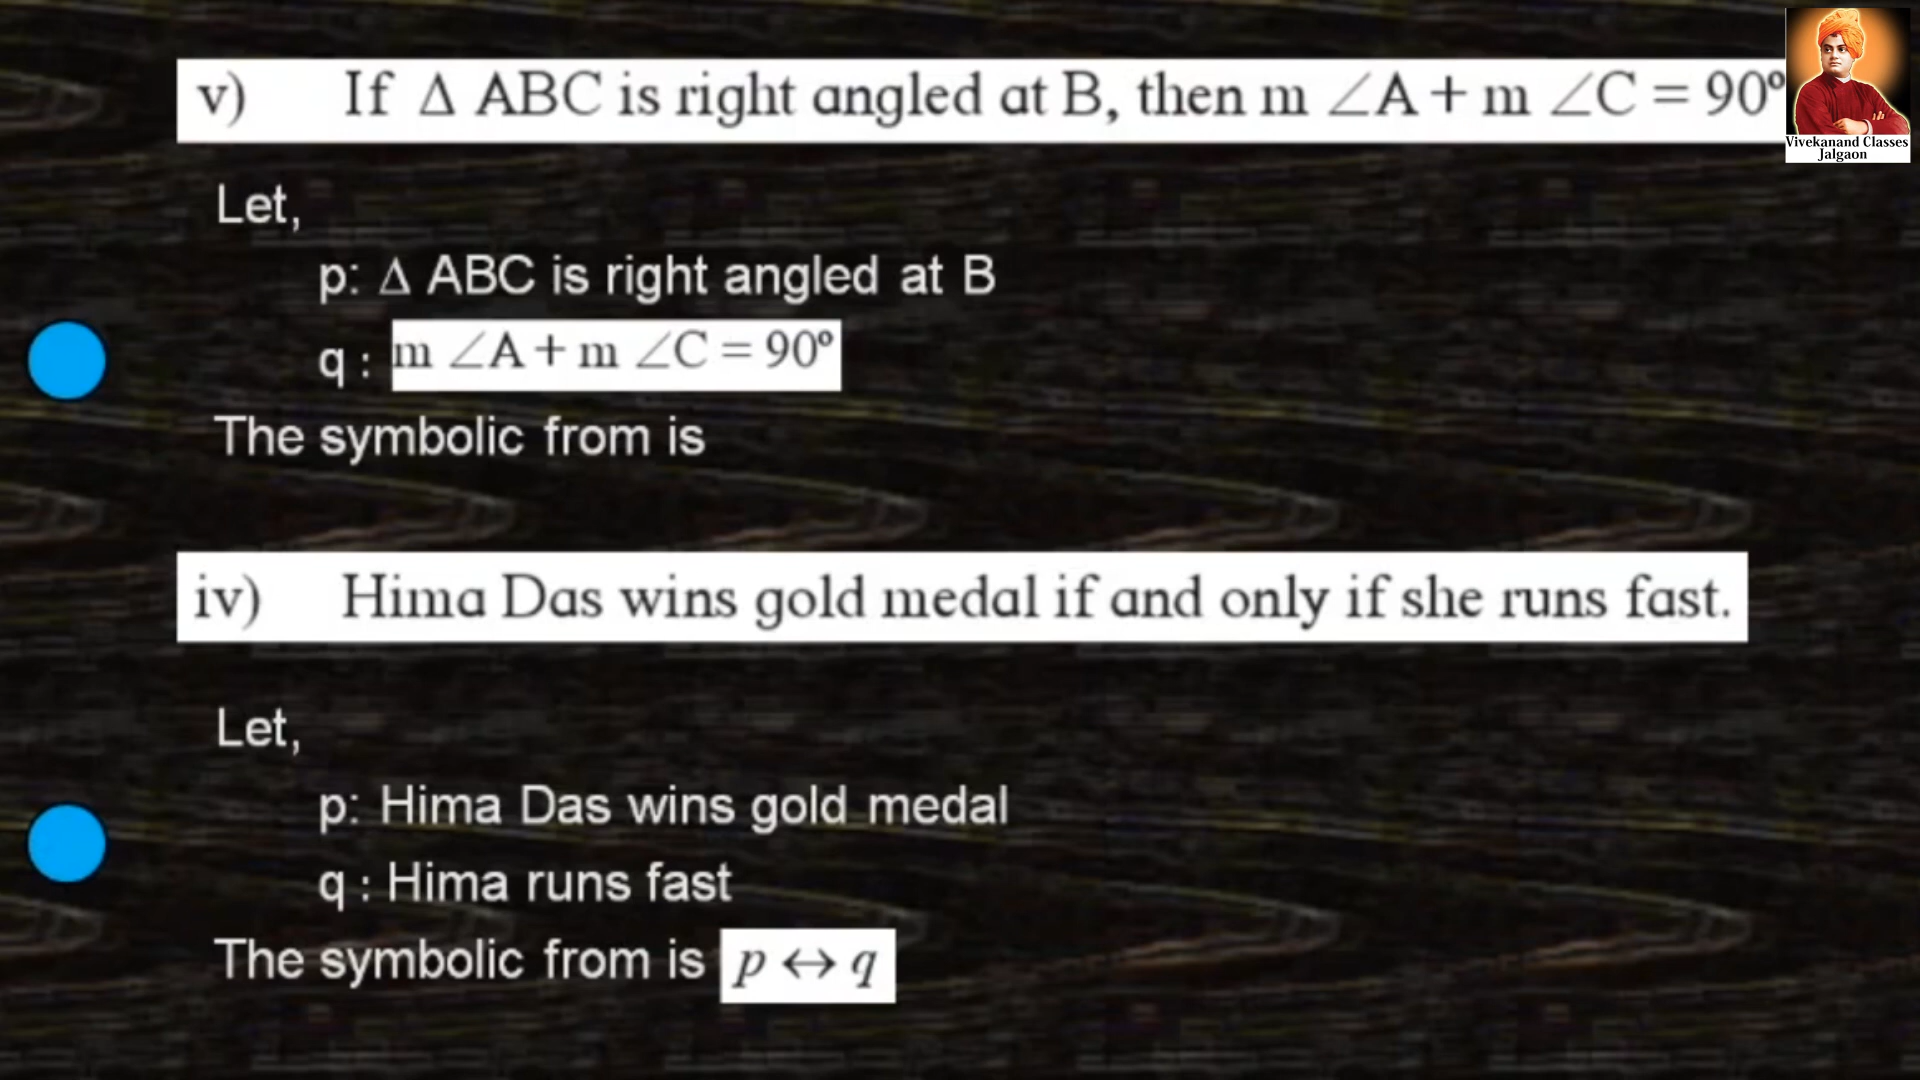 v) If Δ ABC is right angled at B, then m ∠A + m ∠C = 90º
Vivekanand Classes
Jalgaon
Let,
p: Δ ABC is right angled at B
q : m ∠A + m ∠C = 90º
The symbolic from is
iv) Hima Das wins gold medal if and only if she runs fast.
Let,
p: Hima Das wins gold medal
q : Hima runs fast
The symbolic from is p ↔ q